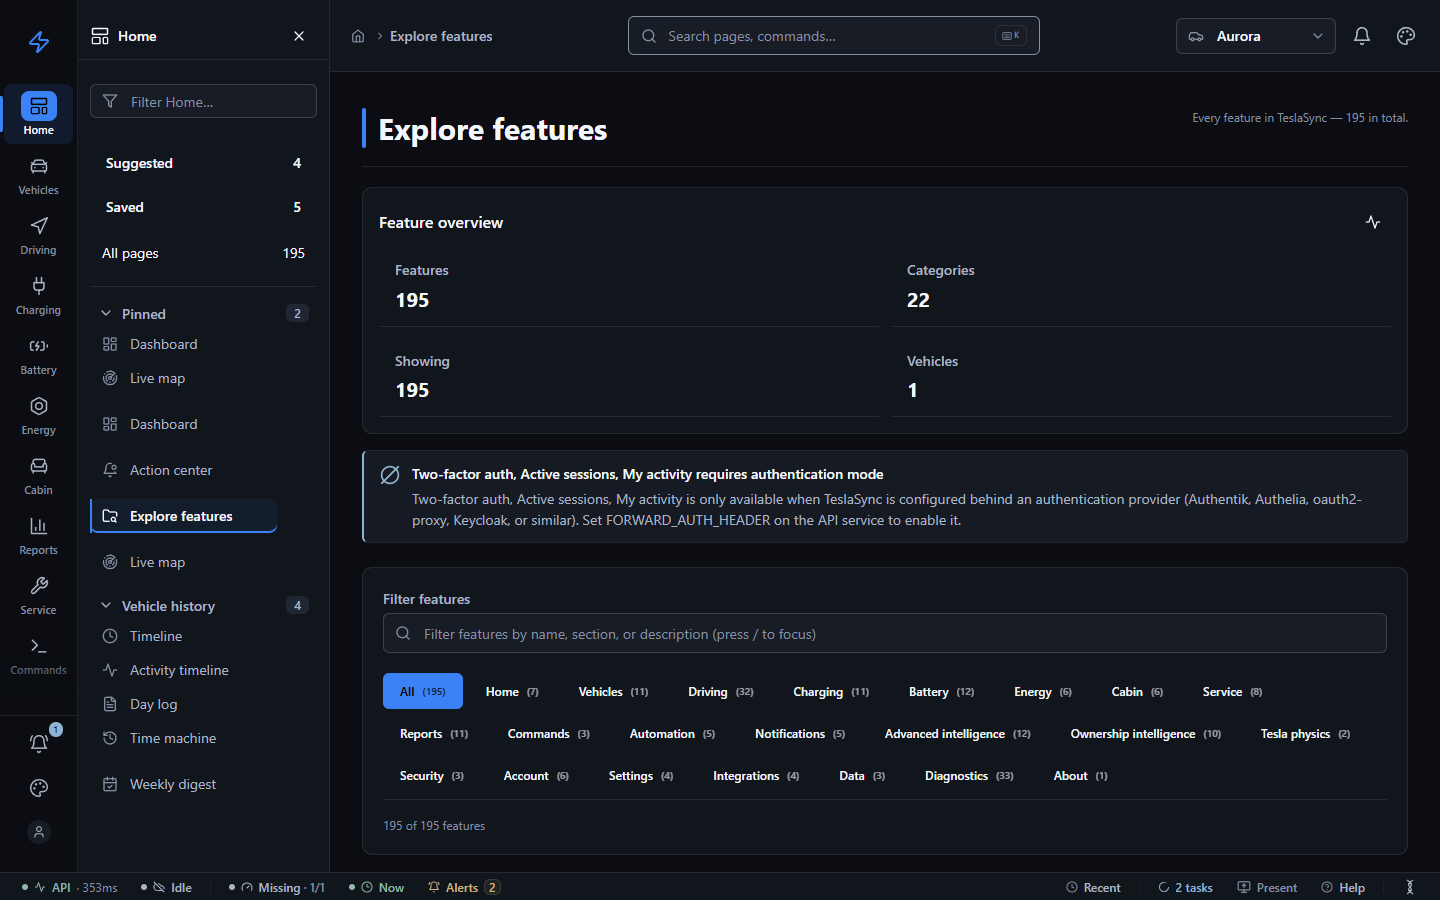 Home
Explore features
Search pages, commands...
K
Aurora
Home
Vehicles
Driving
Charging
Battery
Energy
Cabin
Reports
Service
Commands
1
Filter Home...
Suggested 4
Saved 5
All pages 195
Pinned 2
Dashboard
Live map
Dashboard
Action center
Explore features
Live map
Vehicle history 4
Timeline
Activity timeline
Day log
Time machine
Weekly digest
Explore features
Every feature in TeslaSync — 195 in total.
Feature overview
Features
195
Categories
22
Showing
195
Vehicles
1
Two-factor auth, Active sessions, My activity requires authentication mode
Two-factor auth, Active sessions, My activity is only available when TeslaSync is configured behind an authentication provider (Authentik, Authelia, oauth2-
proxy, Keycloak, or similar). Set FORWARD_AUTH_HEADER on the API service to enable it.
Filter features
Filter features by name, section, or description (press / to focus)
All (195) Home (7) Vehicles (11) Driving (32) Charging (11) Battery (12) Energy (6) Cabin (6) Service (8)
Reports (11) Commands (3) Automation (5) Notifications (5) Advanced intelligence (12) Ownership intelligence (10) Tesla physics (2)
Security (3) Account (6) Settings (4) Integrations (4) Data (3) Diagnostics (33) About (1)
195 of 195 features
API · 353ms Idle Missing · 1/1 Now Alerts 2 Recent 2 tasks Present Help